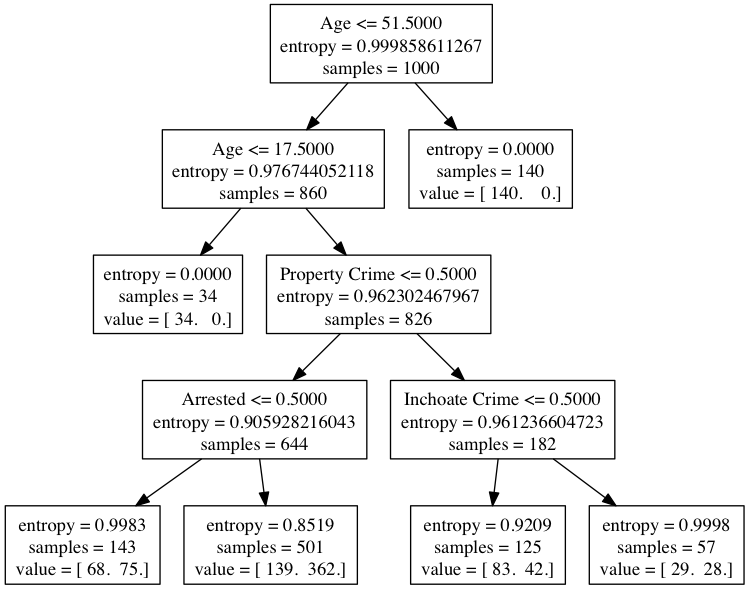 Age <= 51.5000
entropy = 0.999858611267
samples = 1000
Age <= 17.5000
entropy = 0.976744052118
samples = 860
entropy = 0.0000
samples = 140
value = [ 140.    0.]
entropy = 0.0000
samples = 34
value = [ 34.   0.]
Property Crime <= 0.5000
entropy = 0.962302467967
samples = 826
Arrested <= 0.5000
entropy = 0.905928216043
samples = 644
Inchoate Crime <= 0.5000
entropy = 0.961236604723
samples = 182
entropy = 0.9983
samples = 143
value = [ 68.  75.]
entropy = 0.8519
samples = 501
value = [ 139.  362.]
entropy = 0.9209
samples = 125
value = [ 83.  42.]
entropy = 0.9998
samples = 57
value = [ 29.  28.]